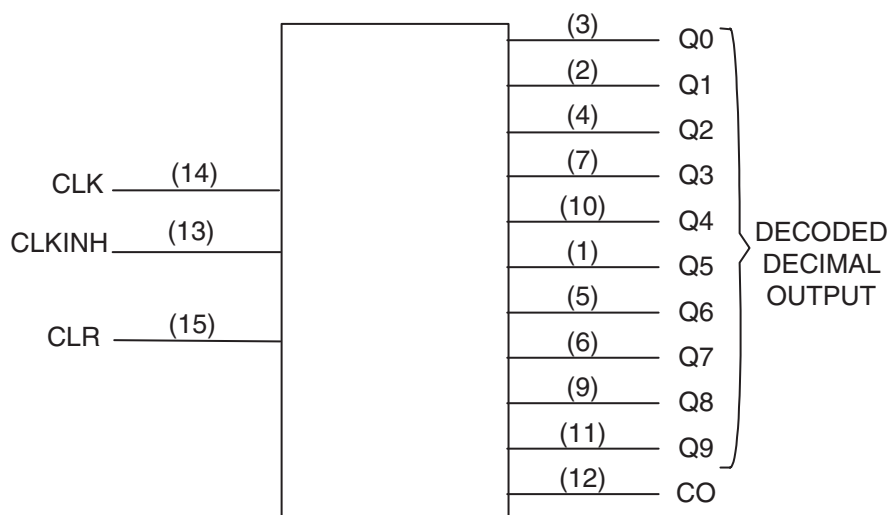 (3) Q0
(2) Q1
(4) Q2
(7) Q3
CLK (14)
(10) Q4
CLKINH (13)
DECODED
DECIMAL
OUTPUT
(1) Q5
(5) Q6
CLR (15)
(6) Q7
(9) Q8
(11) Q9
(12) CO